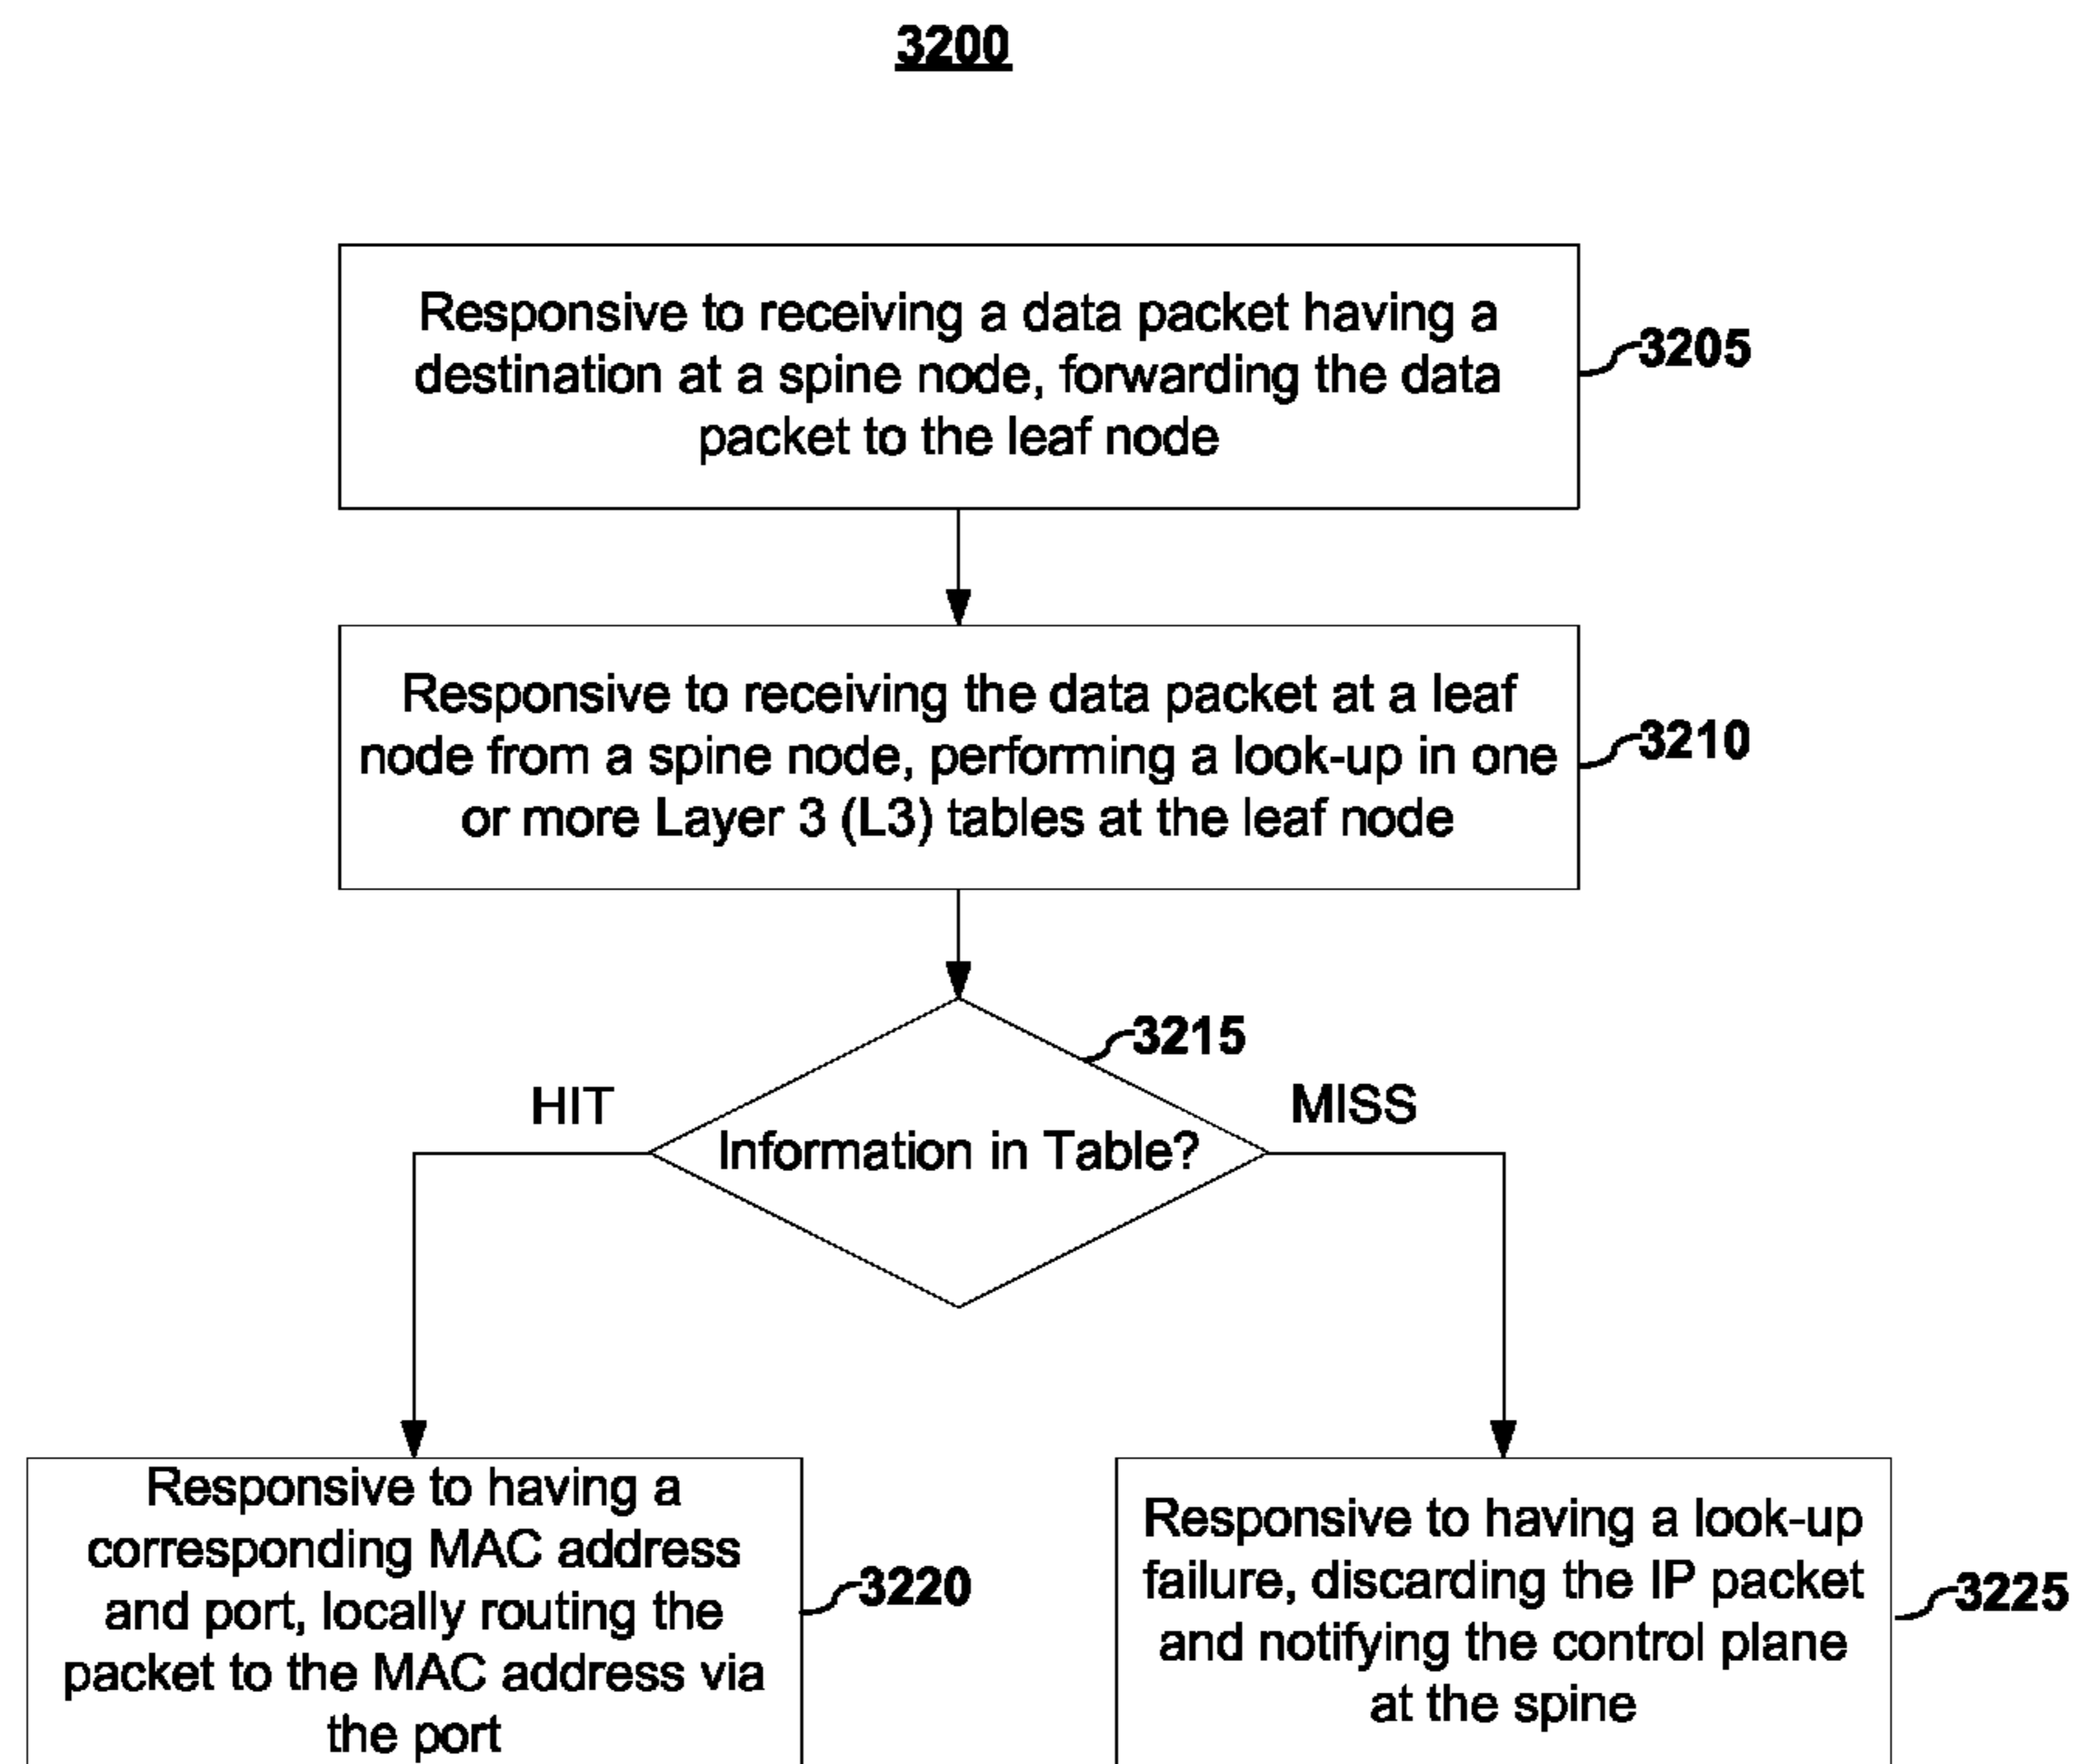 3200
Responsive to receiving a data packet having a
destination at a spine node, forwarding the data
packet to the leaf node
3205
Responsive to receiving the data packet at a leaf
node from a spine node, performing a look-up in one
or more Layer 3 (L3) tables at the leaf node
3210
3215
HIT
MISS
Information in Table?
Responsive to having a
corresponding MAC address
and port, locally routing the
packet to the MAC address via
the port
3220
Responsive to having a look-up
failure, discarding the IP packet
and notifying the control plane
at the spine
3225